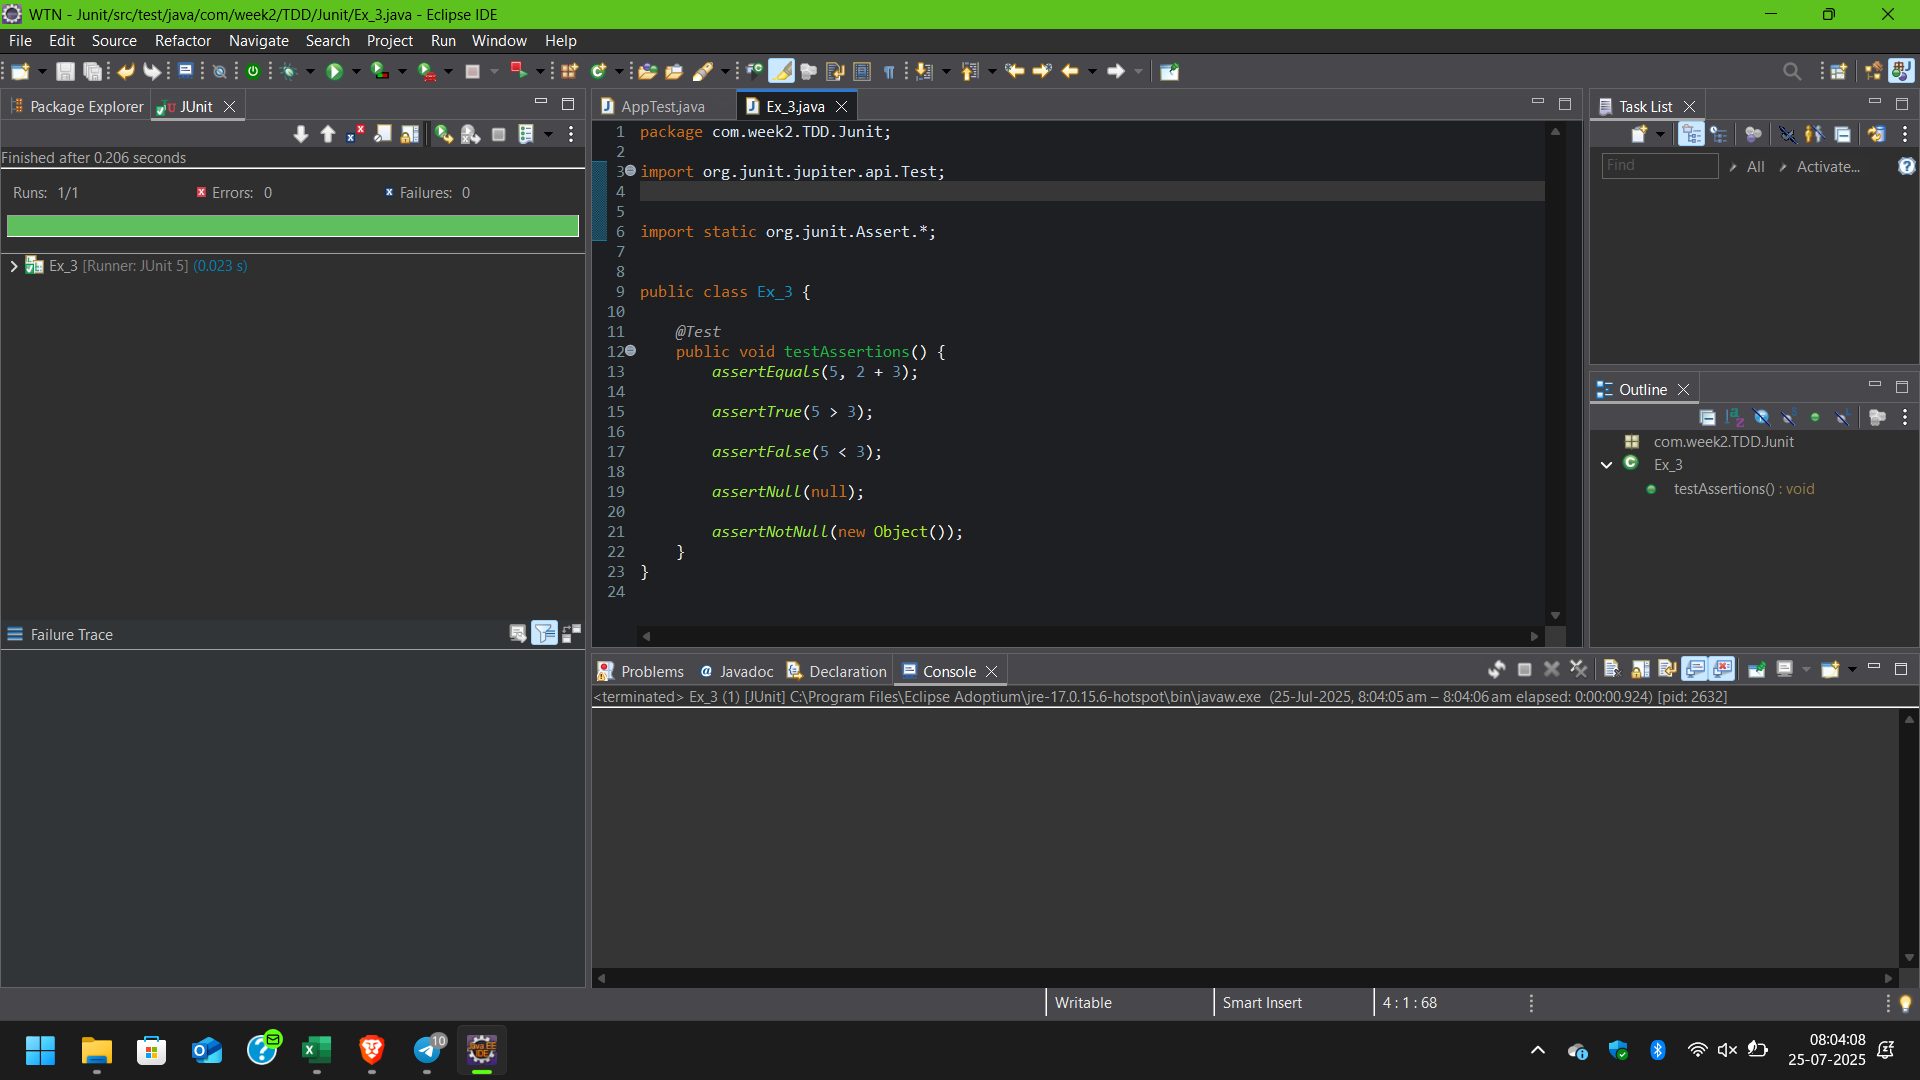 WTN - Junit/src/test/java/com/week2/TDD/Junit/Ex_3.java - Eclipse IDE
File Edit Source Refactor Navigate Search Project Run Window Help
Package Explorer JUnit
Finished after 0.206 seconds
Runs: 1/1 Errors: 0 Failures: 0
Ex_3 [Runner: JUnit 5] (0.023 s)
Failure Trace
AppTest.java Ex_3.java
1 package com.week2.TDD.Junit;
2
3 import org.junit.jupiter.api.Test;
4
5
6 import static org.junit.Assert.*;
7
8
9 public class Ex_3 {
10
11 @Test
12 public void testAssertions() {
13 assertEquals(5, 2 + 3);
14
15 assertTrue(5 > 3);
16
17 assertFalse(5 < 3);
18
19 assertNull(null);
20
21 assertNotNull(new Object());
22 }
23 }
24
Task List
Find All Activate...
Outline
com.week2.TDD.Junit
Ex_3
testAssertions() : void
Problems Javadoc Declaration Console
<terminated> Ex_3 (1) [JUnit] C:\Program Files\Eclipse Adoptium\jre-17.0.15.6-hotspot\bin\javaw.exe (25-Jul-2025, 8:04:05 am – 8:04:06 am elapsed: 0:00:00.924) [pid: 2632]
Writable Smart Insert 4 : 1 : 68
10
Java EE
IDE
08:04:08
25-07-2025